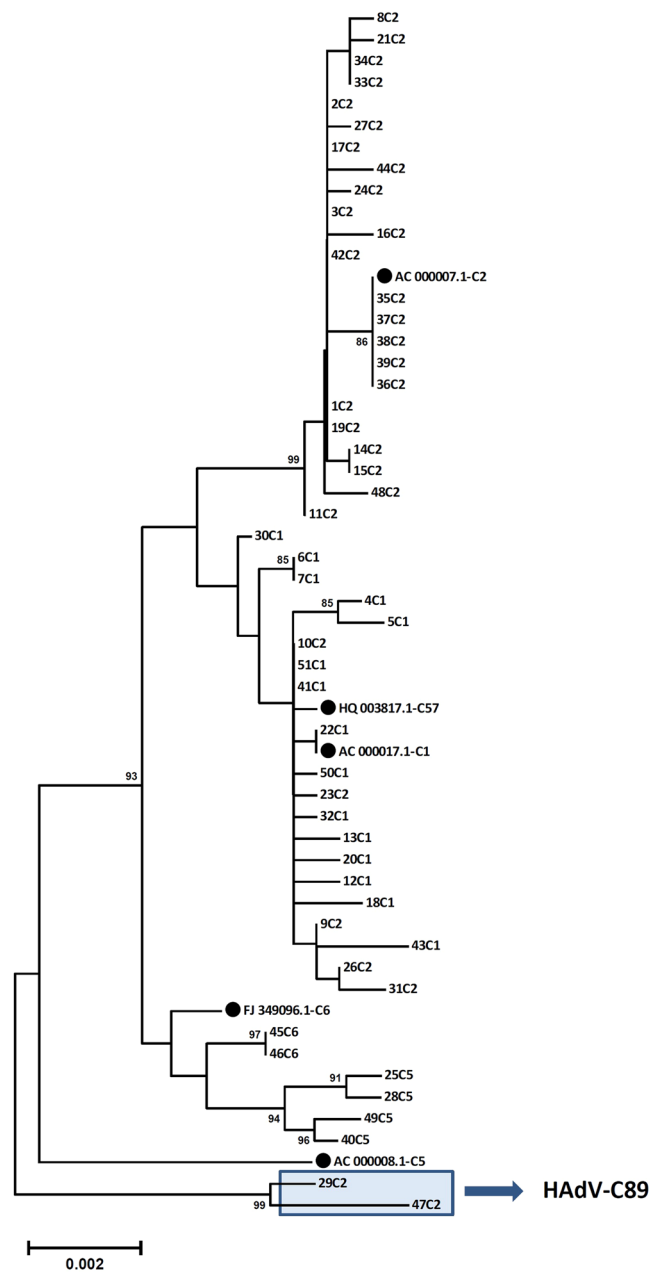 8C2
21C2
34C2
33C2
2C2
27C2
17C2
44C2
24C2
3C2
16C2
42C2
AC 000007.1-C2
35C2
37C2
86 38C2
39C2
36C2
1C2
19C2
14C2
99
15C2
48C2
11C2
30C1
85 6C1
7C1
85 4C1
5C1
10C2
51C1
41C1
HQ 003817.1-C57
22C1
AC 000017.1-C1
50C1
93
23C2
32C1
13C1
20C1
12C1
18C1
9C2
43C1
26C2
31C2
FJ 349096.1-C6
97 45C6
46C6
91 25C5
28C5
94 49C5
96 40C5
AC 000008.1-C5
29C2
HAdV-C89
99 47C2
0.002